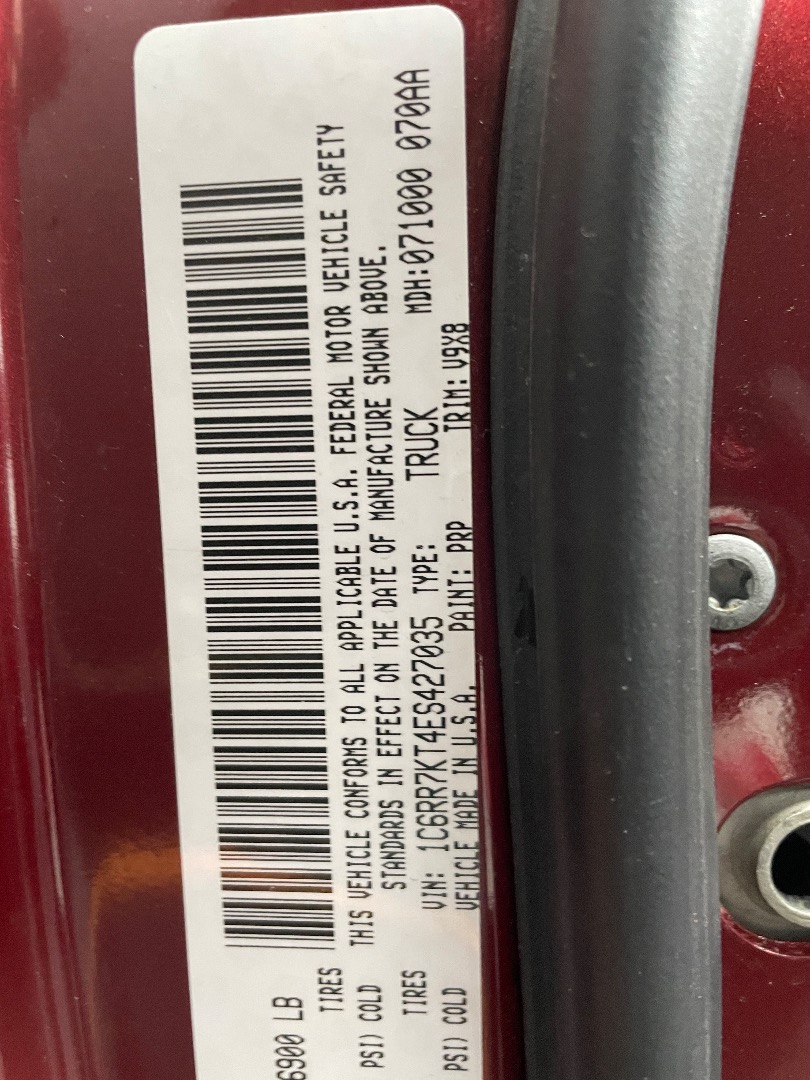 6900 LB
TIRES
PSI) COLD
TIRES
PSI) COLD
THIS VEHICLE CONFORMS TO ALL APPLICABLE U.S.A. FEDERAL MOTOR VEHICLE SAFETY
STANDARDS IN EFFECT ON THE DATE OF MANUFACTURE SHOWN ABOVE.
VIN: 1C6RR7KT4ES427035 TYPE: TRUCK MDH:071000 070AA
VEHICLE MADE IN U.S.A. PAINT: PRP TRIM: V9X8